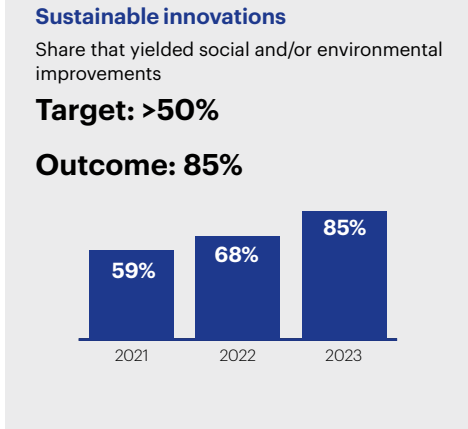 Sustainable innovations
Share that yielded social and/or environmental
improvements
Target: >50%
Outcome: 85%
59%
68%
85%
2021
2022
2023